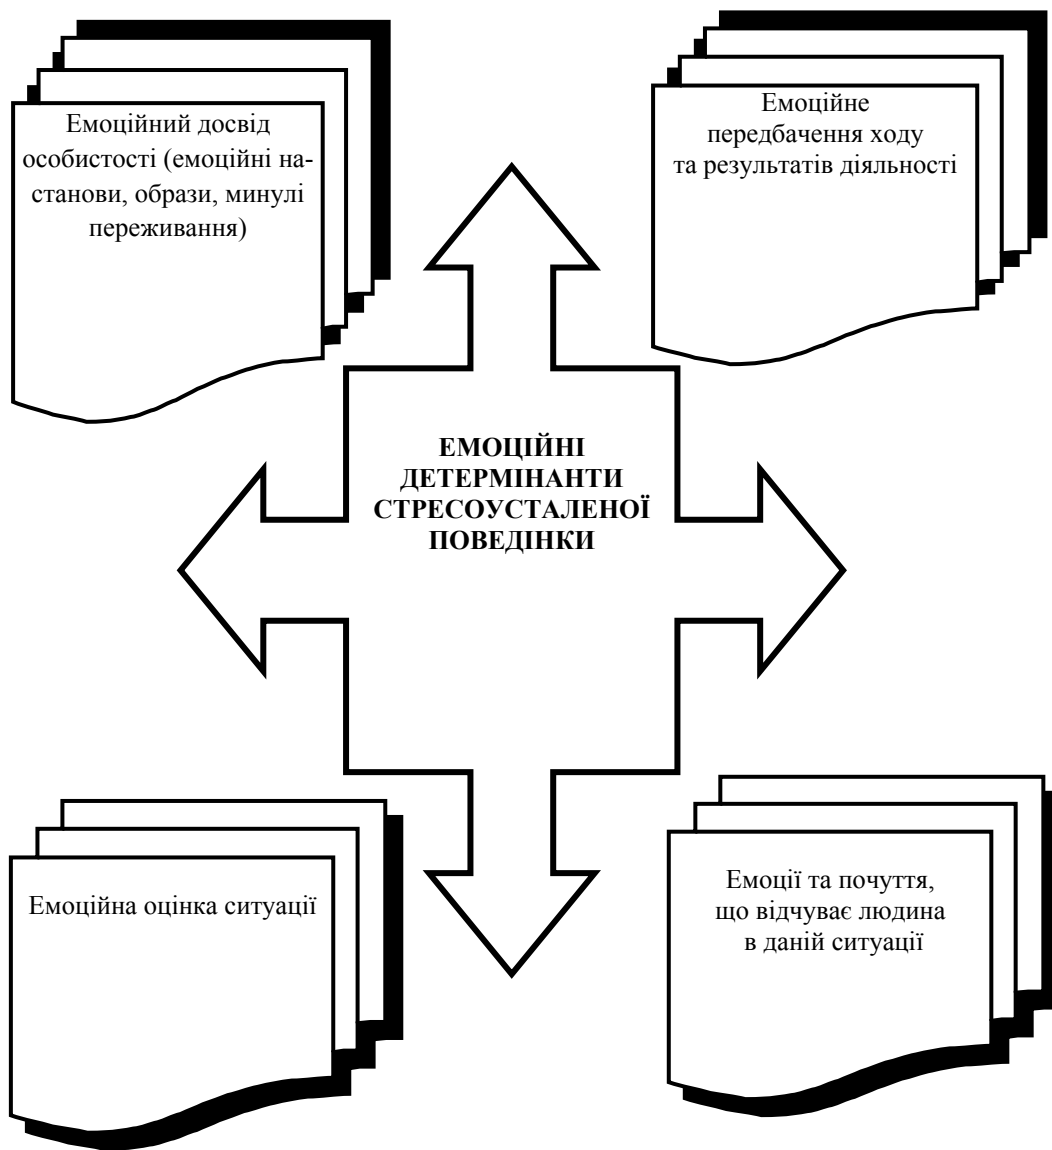 Емоційний досвід
особистості (емоційні на-
станови, образи, минулі
переживання)
Емоційне
передбачення ходу
та результатів діяльності
ЕМОЦІЙНІ
ДЕТЕРМІНАНТИ
СТРЕСОУСТАЛЕНОЇ
ПОВЕДІНКИ
Емоційна оцінка ситуації
Емоції та почуття,
що відчуває людина
в даній ситуації